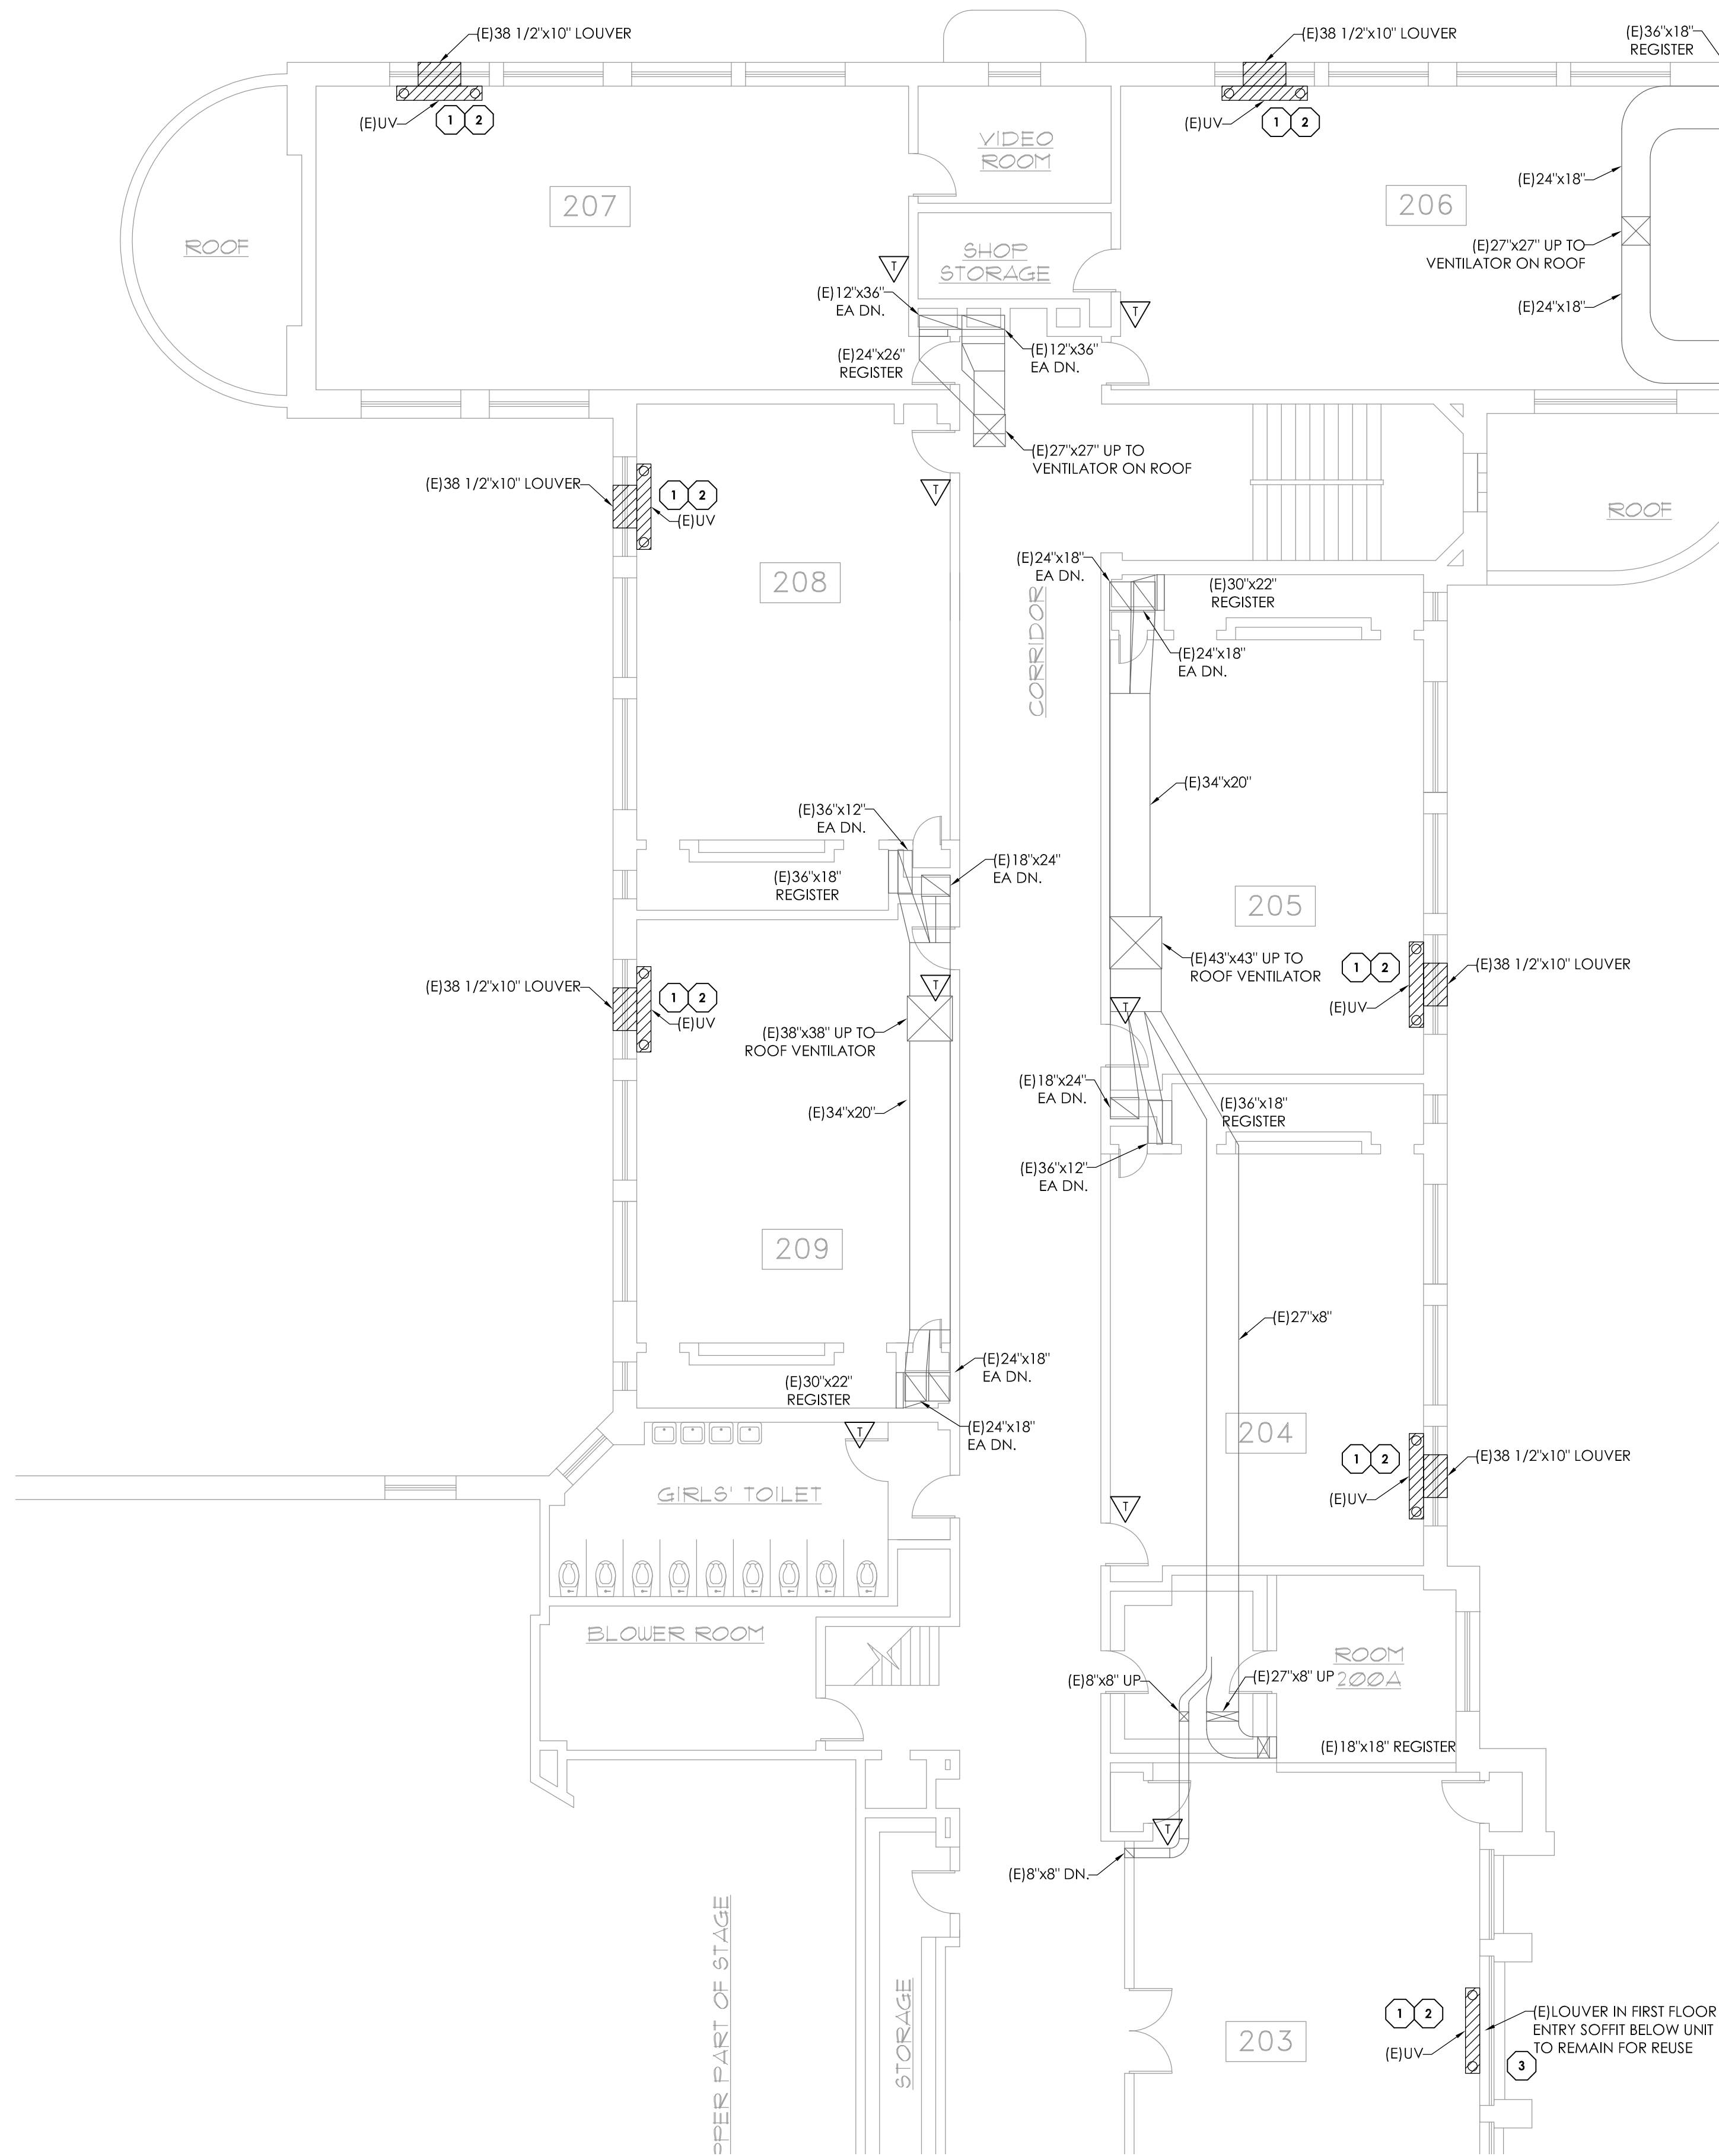 (E)38 1/2"x10" LOUVER
(E)38 1/2"x10" LOUVER
(E)36"x18"
REGISTER
(E)UV
1 2
(E)UV
1 2
VIDEO
ROOM
207
206
(E)24"x18"
ROOF
SHOP
STORAGE
(E)27"x27" UP TO
VENTILATOR ON ROOF
T
(E)12"x36"
EA DN.
T
(E)24"x18"
(E)24"x26"
REGISTER
(E)12"x36"
EA DN.
(E)27"x27" UP TO
VENTILATOR ON ROOF
(E)38 1/2"x10" LOUVER
1 2
(E)UV
T
ROOF
208
(E)24"x18"
EA DN.
(E)30"x22"
REGISTER
CORRIDOR
(E)24"x18"
EA DN.
(E)34"x20"
(E)36"x12"
EA DN.
(E)18"x24"
EA DN.
(E)36"x18"
REGISTER
205
(E)43"x43" UP TO
ROOF VENTILATOR
1 2
(E)38 1/2"x10" LOUVER
(E)UV
(E)38 1/2"x10" LOUVER
1 2
(E)UV
T
T
(E)38"x38" UP TO
ROOF VENTILATOR
(E)18"x24"
EA DN.
(E)34"x20"
(E)36"x18"
REGISTER
(E)36"x12"
EA DN.
209
(E)27"x8"
(E)24"x18"
EA DN.
(E)30"x22"
REGISTER
(E)24"x18"
EA DN.
T
204
1 2
(E)38 1/2"x10" LOUVER
(E)UV
GIRLS' TOILET
T
BLOWER ROOM
ROOM
200A
(E)8"x8" UP
(E)27"x8" UP
(E)18"x18" REGISTER
T
(E)8"x8" DN.
PPER PART OF STAGE
STORAGE
203
1 2
(E)UV
(E)LOUVER IN FIRST FLOOR
ENTRY SOFFIT BELOW UNIT
TO REMAIN FOR REUSE
3